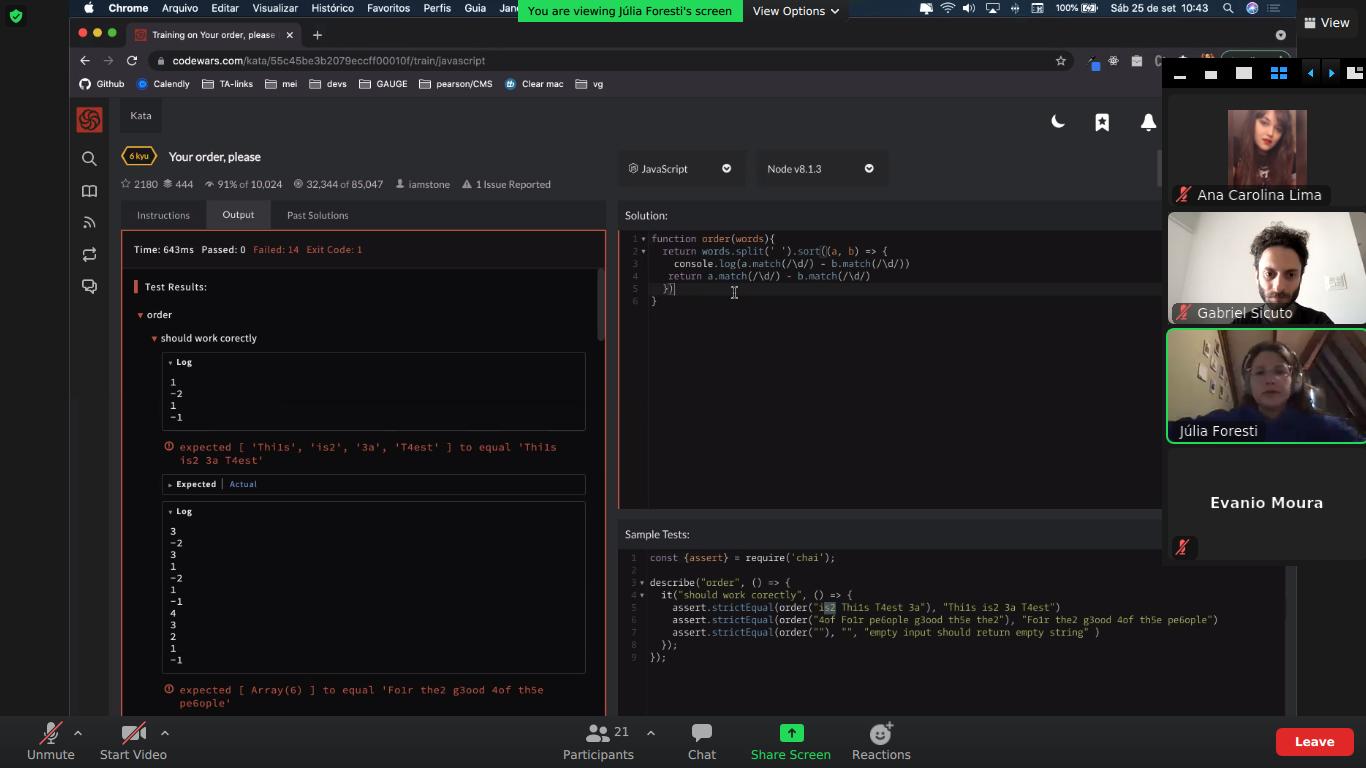 Chrome Arquivo Editar Visualizar Histórico Favoritos Perfis Guia Jane
You are viewing Júlia Foresti's screen
View Options
100% Sáb 25 de set 10:43
View
Training on Your order, please
codewars.com/kata/55c45be3b2079eccff00010f/train/javascript
Github Calendly TA-links mei devs GAUGE pearson/CMS Clear mac vg
Kata
6 kyu Your order, please
2180 444 91% of 10,024 32,344 of 85,047 iamstone 1 Issue Reported
JavaScript Node v8.1.3
Instructions Output Past Solutions
Time: 643ms Passed: 0 Failed: 14 Exit Code: 1
Test Results:
order
should work corectly
Log
1
-2
1
-1
expected [ 'Thi1s', 'is2', '3a', 'T4est' ] to equal 'Thi1s
is2 3a T4est'
Expected | Actual
Log
3
-2
3
1
-2
1
-1
4
3
2
1
-1
expected [ Array(6) ] to equal 'Fo1r the2 g3ood 4of th5e
pe6ople'
Solution:
1 function order(words){
2 return words.split(' ').sort((a, b) => {
3 console.log(a.match(/\d/) - b.match(/\d/))
4 return a.match(/\d/) - b.match(/\d/)
5 })
6 }
Sample Tests:
1 const {assert} = require('chai');
2
3 describe("order", () => {
4 it("should work corectly", () => {
5 assert.strictEqual(order("is2 Thi1s T4est 3a"), "Thi1s is2 3a T4est")
6 assert.strictEqual(order("4of Fo1r pe6ople g3ood th5e the2"), "Fo1r the2 g3ood 4of th5e pe6ople")
7 assert.strictEqual(order(""), "", "empty input should return empty string" )
8 });
9 });
Ana Carolina Lima
Gabriel Sicuto
Júlia Foresti
Evanio Moura
Unmute
Start Video
Participants 21
Chat
Share Screen
Reactions
Leave